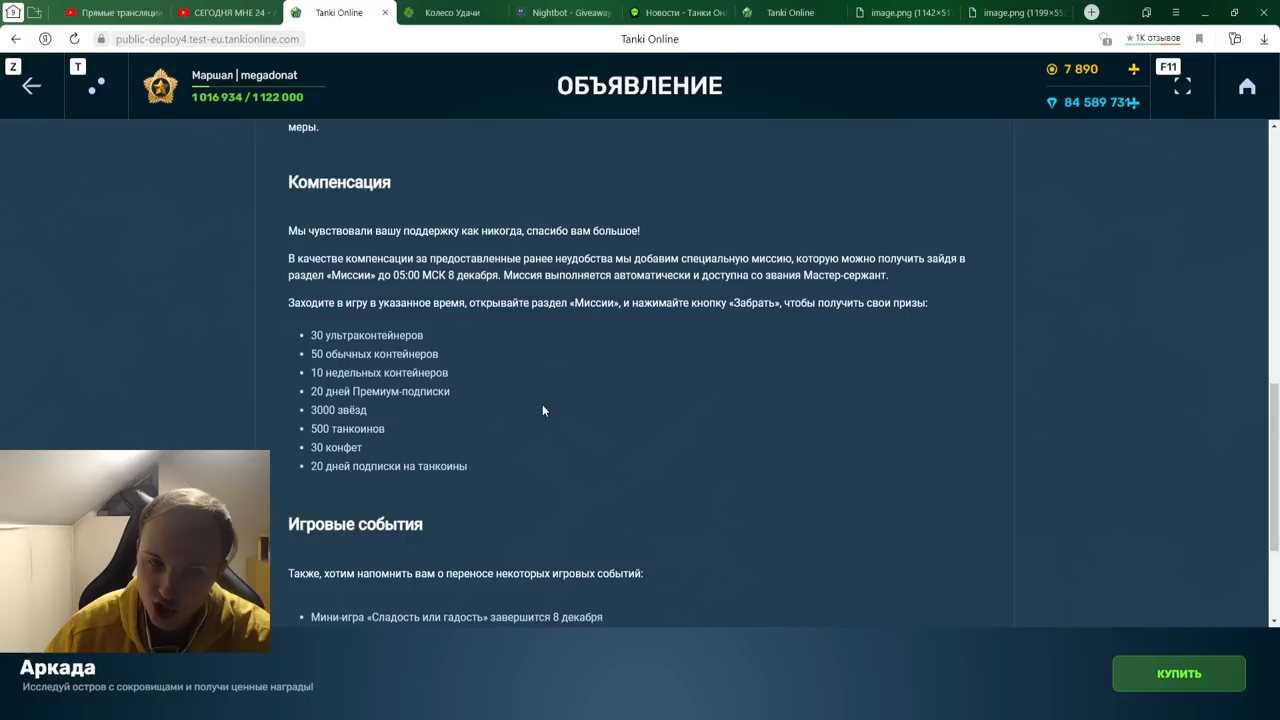 Прямые трансляци
СЕГОДНЯ МНЕ 24 -
Tanki Online
Колесо Удачи
Nightbot - Giveaway
Новости - Танки Он
Tanki Online
image.png (1142×51
image.png (1199×55
public-deploy4.test-eu.tankionline.com
Tanki Online
1К отзывов
Z
T
Маршал | megadonat
1 016 934 / 1 122 000
ОБЪЯВЛЕНИЕ
7 890
84 589 731
F11
меры.
Компенсация
Мы чувствовали вашу поддержку как никогда, спасибо вам большое!
В качестве компенсации за предоставленные ранее неудобства мы добавим специальную миссию, которую можно получить зайдя в
раздел «Миссии» до 05:00 МСК 8 декабря. Миссия выполняется автоматически и доступна со звания Мастер-сержант.
Заходите в игру в указанное время, открывайте раздел «Миссии», и нажимайте кнопку «Забрать», чтобы получить свои призы:
• 30 ультраконтейнеров
• 50 обычных контейнеров
• 10 недельных контейнеров
• 20 дней Премиум-подписки
• 3000 звёзд
• 500 танкоинов
• 30 конфет
• 20 дней подписки на танкоины
Игровые события
Также, хотим напомнить вам о переносе некоторых игровых событий:
• Мини-игра «Сладость или гадость» завершится 8 декабря
Аркада
Исследуй остров с сокровищами и получи ценные награды!
КУПИТЬ